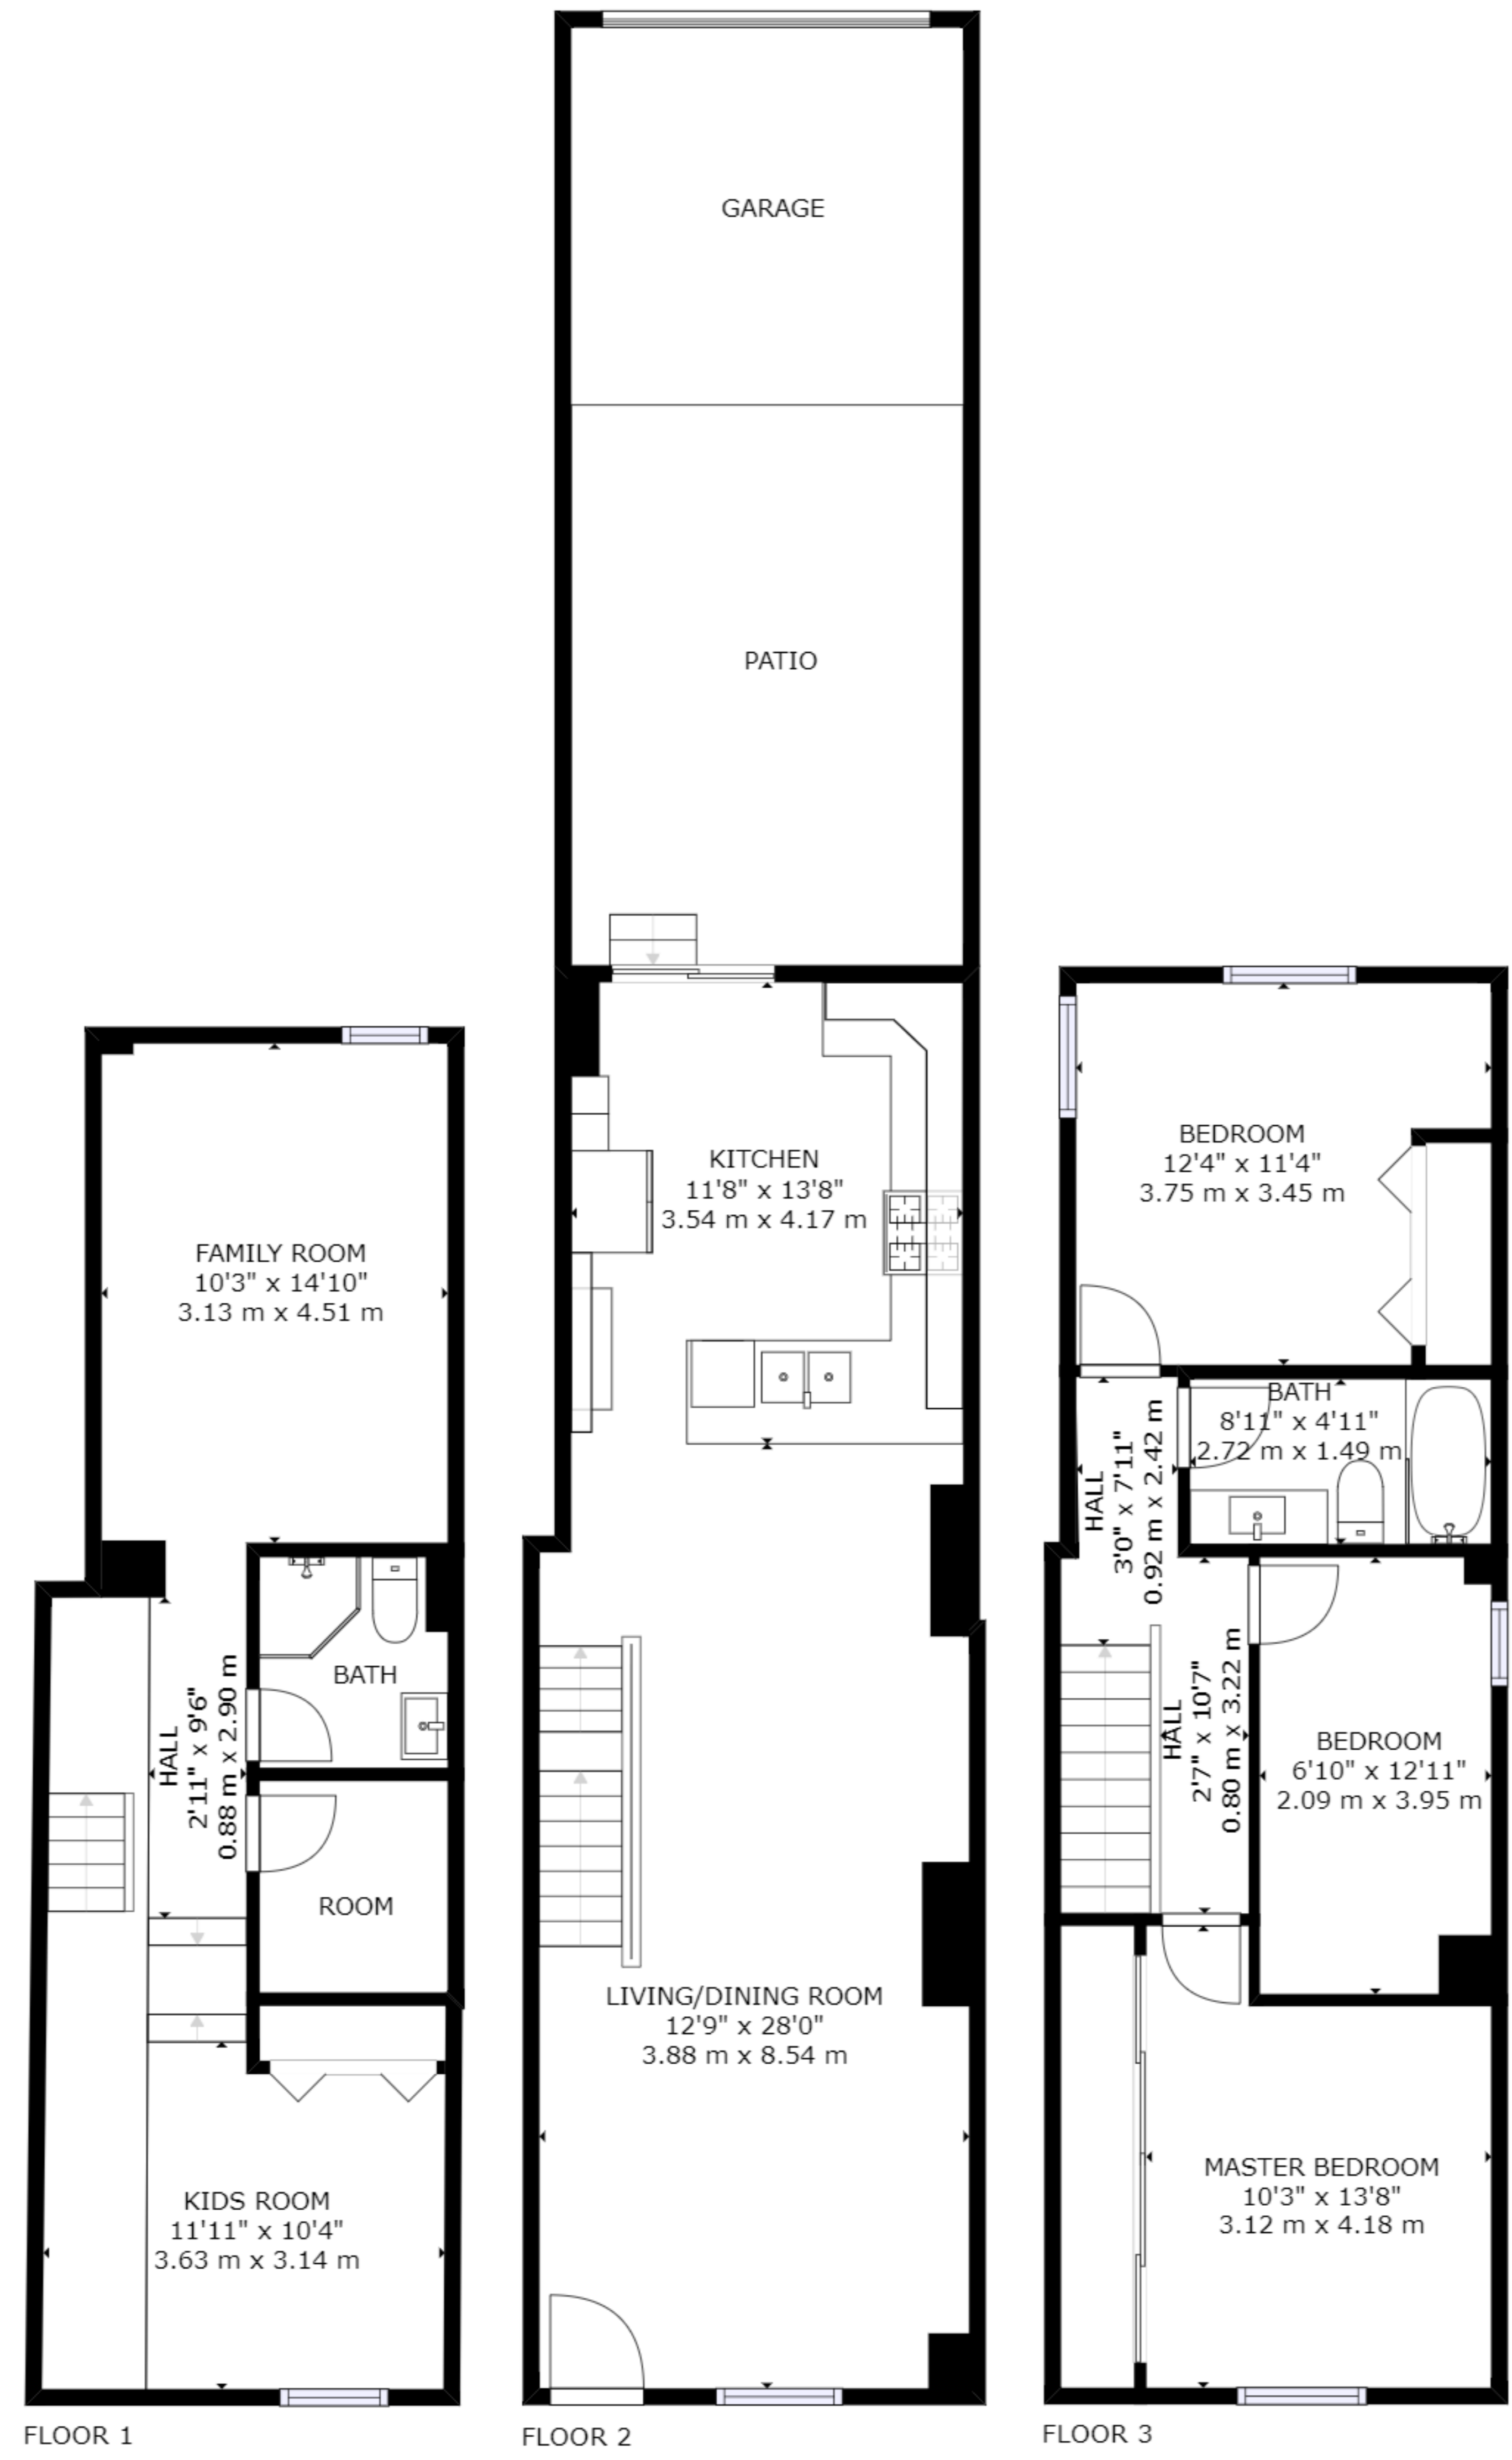 FAMILY ROOM
10'3" x 14'10"
3.13 m x 4.51 m
BATH
HALL
2'11" x 9'6"
0.88 m x 2.90 m
ROOM
KIDS ROOM
11'11" x 10'4"
3.63 m x 3.14 m
FLOOR 1
GARAGE
PATIO
KITCHEN
11'8" x 13'8"
3.54 m x 4.17 m
LIVING/DINING ROOM
12'9" x 28'0"
3.88 m x 8.54 m
FLOOR 2
BEDROOM
12'4" x 11'4"
3.75 m x 3.45 m
BATH
8'11" x 4'11"
2.72 m x 1.49 m
HALL
3'0" x 7'11"
0.92 m x 2.42 m
HALL
2'7" x 10'7"
0.80 m x 3.22 m
BEDROOM
6'10" x 12'11"
2.09 m x 3.95 m
MASTER BEDROOM
10'3" x 13'8"
3.12 m x 4.18 m
FLOOR 3